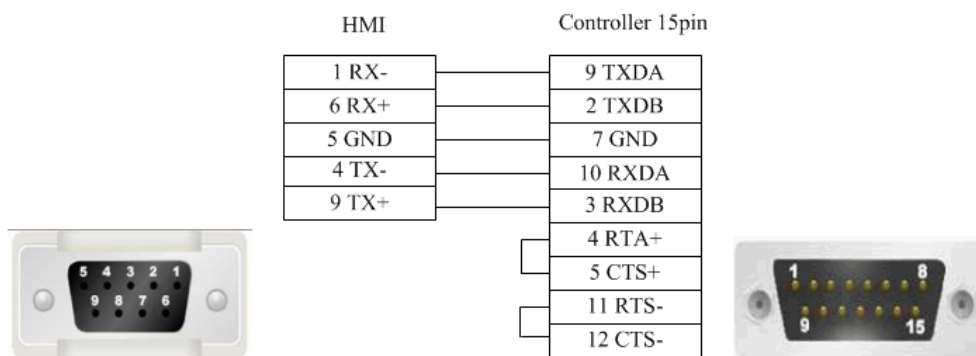 HMI
Controller 15pin
1 RX-
9 TXDA
6 RX+
2 TXDB
5 GND
7 GND
4 TX-
10 RXDA
9 TX+
3 RXDB
4 RTA+
5 CTS+
11 RTS-
12 CTS-
5 4 3 2 1
9 8 7 6
1 8
9 15